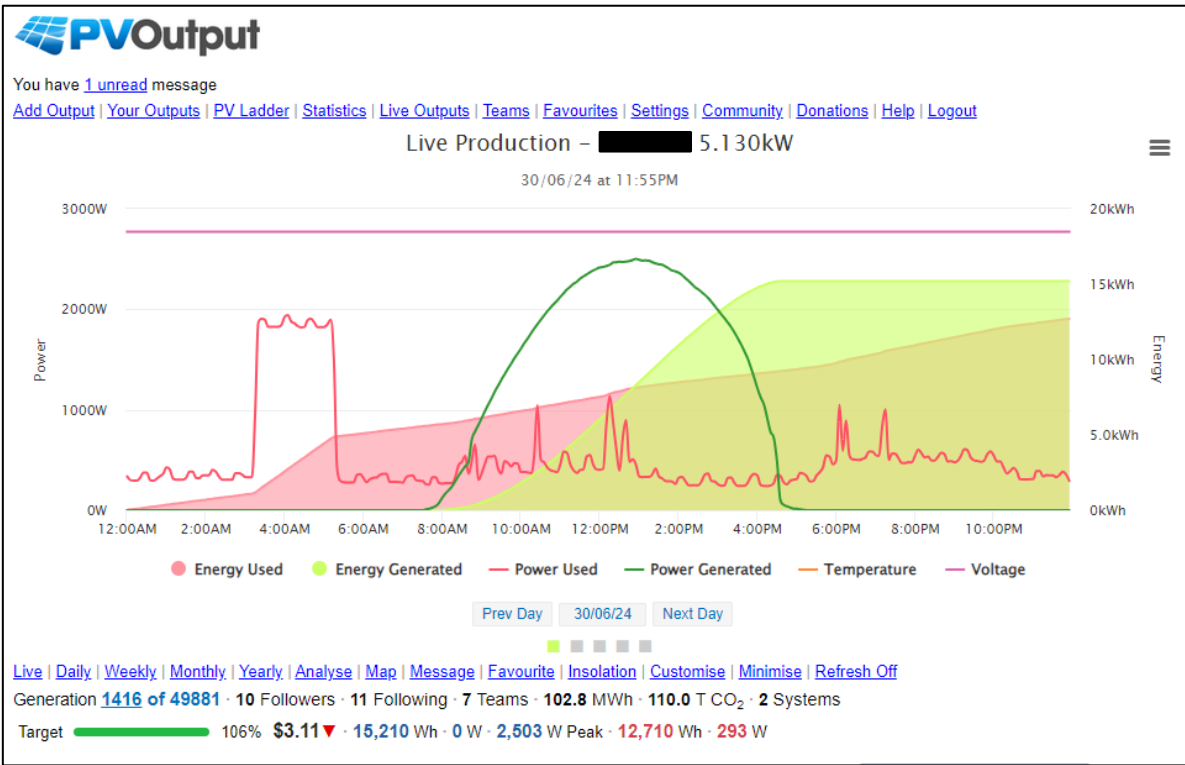 PVOutput
You have 1 unread message
Add Output | Your Outputs | PV Ladder | Statistics | Live Outputs | Teams | Favourites | Settings | Community | Donations | Help | Logout
Live Production – 5.130kW
30/06/24 at 11:55PM
3000W
2000W
1000W
0W
Power
20kWh
15kWh
10kWh
5.0kWh
0kWh
Energy
12:00AM 2:00AM 4:00AM 6:00AM 8:00AM 10:00AM 12:00PM 2:00PM 4:00PM 6:00PM 8:00PM 10:00PM
Energy Used Energy Generated Power Used Power Generated Temperature Voltage
Prev Day 30/06/24 Next Day
Live | Daily | Weekly | Monthly | Yearly | Analyse | Map | Message | Favourite | Insolation | Customise | Minimise | Refresh Off
Generation 1416 of 49881 · 10 Followers · 11 Following · 7 Teams · 102.8 MWh · 110.0 T CO₂ · 2 Systems
Target 106% $3.11▼ · 15,210 Wh · 0 W · 2,503 W Peak · 12,710 Wh · 293 W